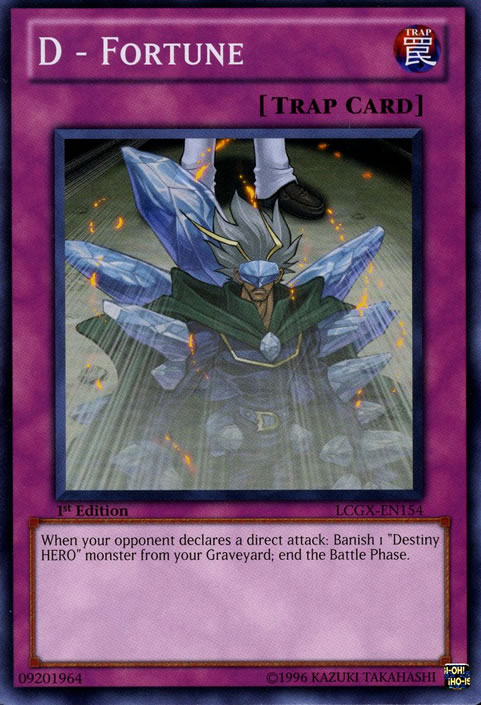 D - Fortune
TRAP
罠
[Trap Card]
1st Edition
LCGX-EN154
When your opponent declares a direct attack: Banish 1 "Destiny
HERO" monster from your Graveyard; end the Battle Phase.
09201964
©1996 KAZUKI TAKAHASHI